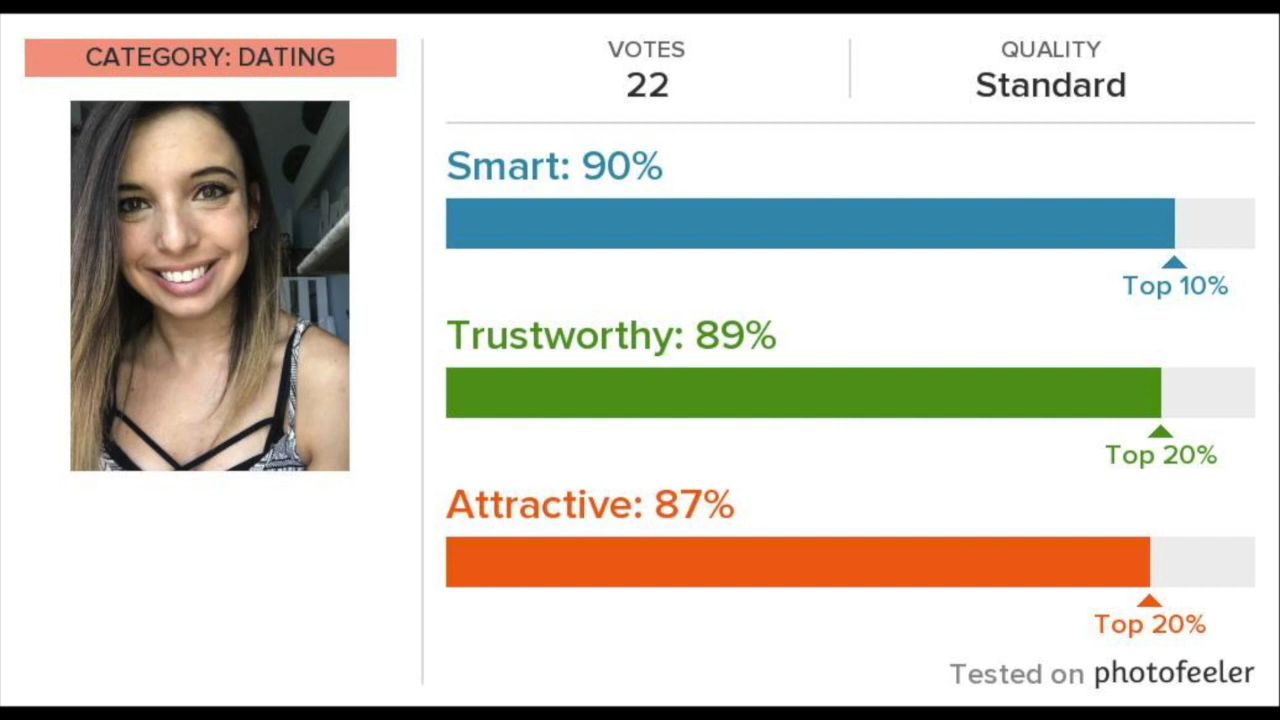 CATEGORY: DATING
VOTES
22
QUALITY
Standard
Smart: 90%
Top 10%
Trustworthy: 89%
Top 20%
Attractive: 87%
Top 20%
Tested on photofeeler